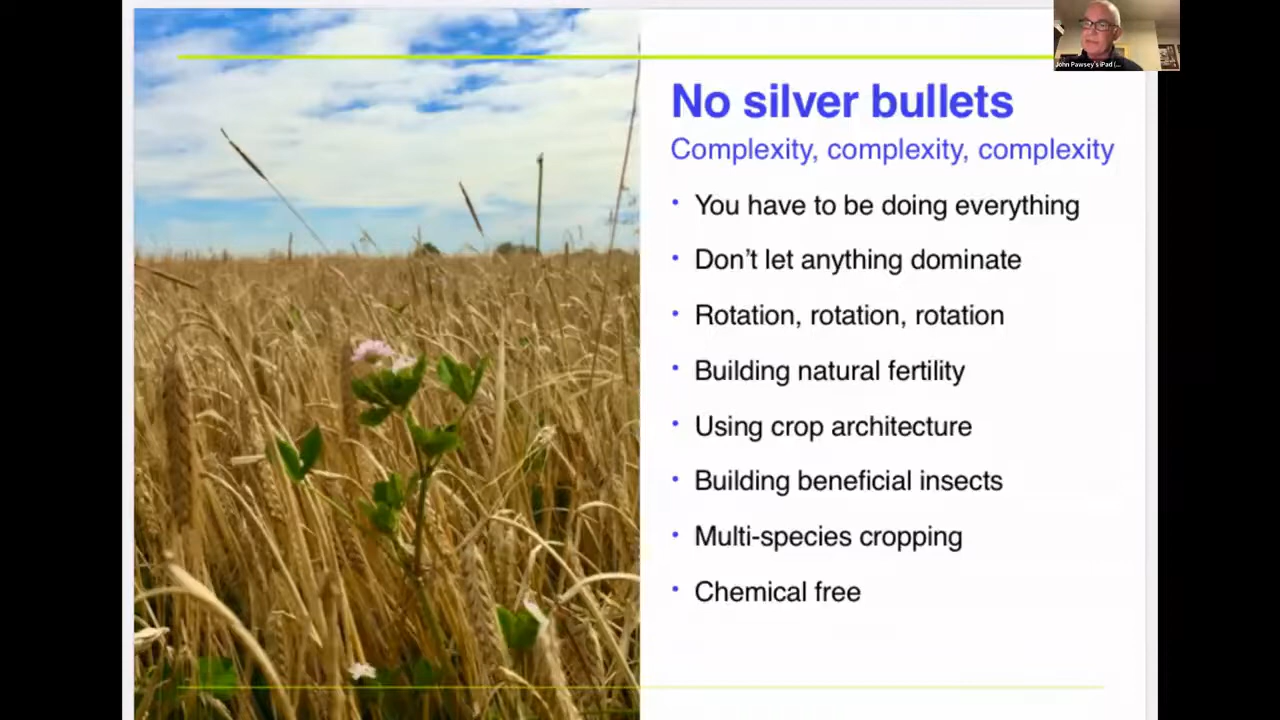 John Pawsey's iPad (...
No silver bullets
Complexity, complexity, complexity
• You have to be doing everything
• Don't let anything dominate
• Rotation, rotation, rotation
• Building natural fertility
• Using crop architecture
• Building beneficial insects
• Multi-species cropping
• Chemical free